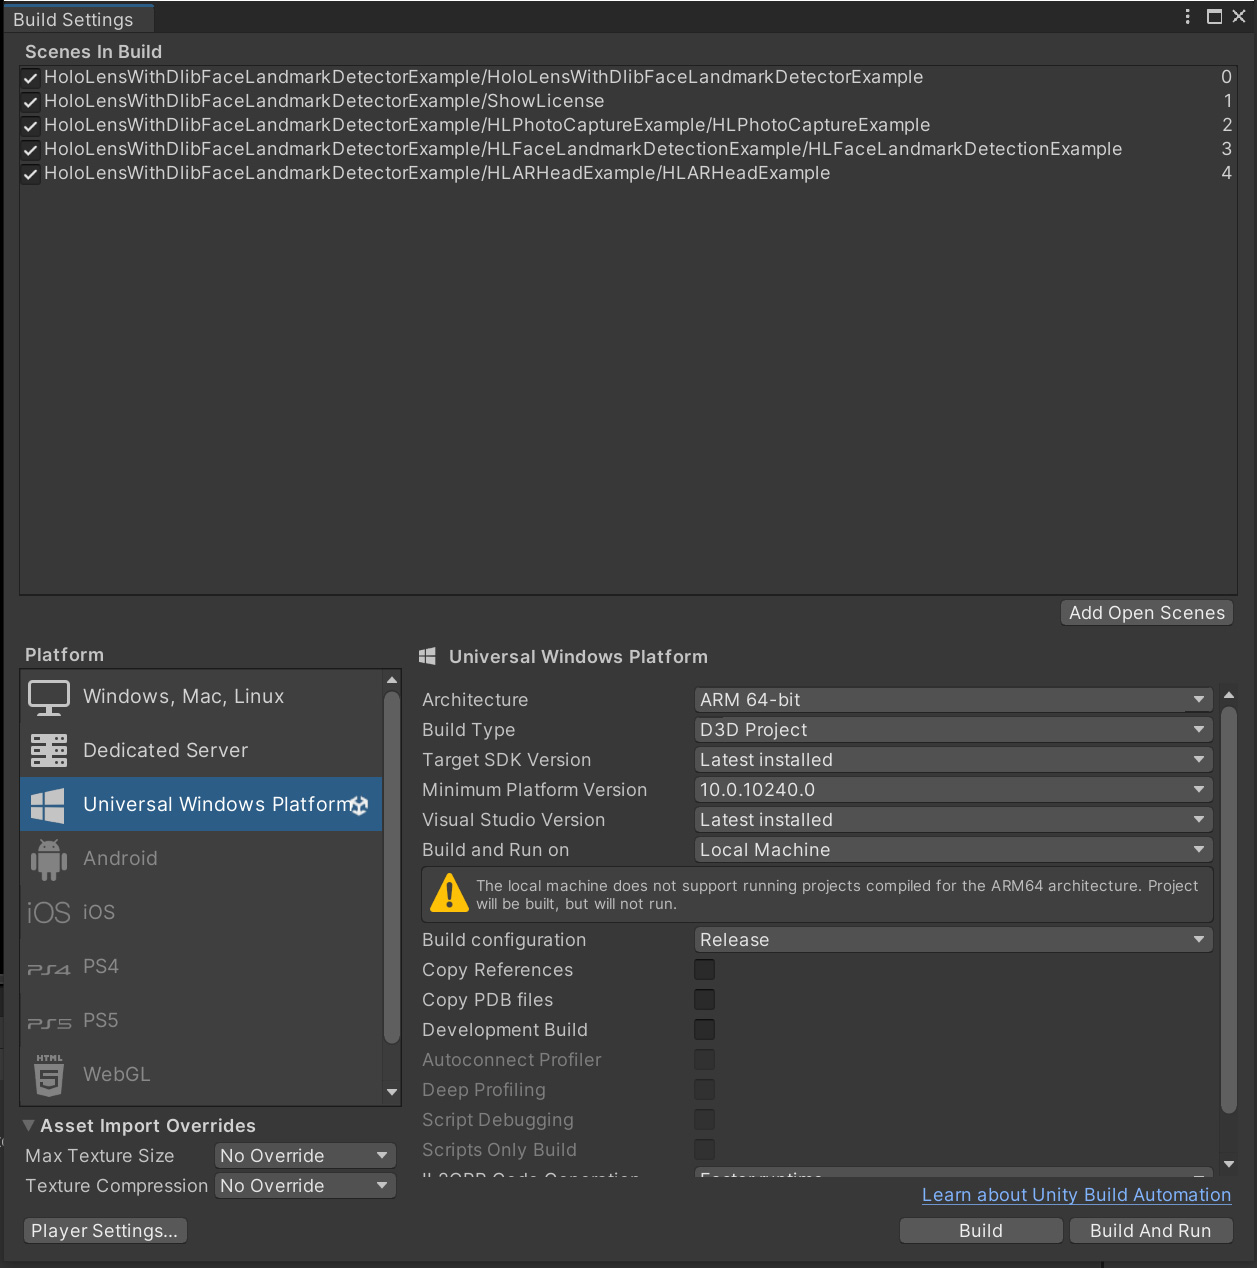 Build Settings
Scenes In Build
HoloLensWithDlibFaceLandmarkDetectorExample/HoloLensWithDlibFaceLandmarkDetectorExample 0
HoloLensWithDlibFaceLandmarkDetectorExample/ShowLicense 1
HoloLensWithDlibFaceLandmarkDetectorExample/HLPhotoCaptureExample/HLPhotoCaptureExample 2
HoloLensWithDlibFaceLandmarkDetectorExample/HLFaceLandmarkDetectionExample/HLFaceLandmarkDetectionExample 3
HoloLensWithDlibFaceLandmarkDetectorExample/HLARHeadExample/HLARHeadExample 4
Add Open Scenes
Platform
Windows, Mac, Linux
Dedicated Server
Universal Windows Platform
Android
iOS iOS
PS4 PS4
PS5 PS5
HTML 5 WebGL
Asset Import Overrides
Max Texture Size No Override
Texture Compression No Override
Player Settings...
Universal Windows Platform
Architecture ARM 64-bit
Build Type D3D Project
Target SDK Version Latest installed
Minimum Platform Version 10.0.10240.0
Visual Studio Version Latest installed
Build and Run on Local Machine
The local machine does not support running projects compiled for the ARM64 architecture. Project
will be built, but will not run.
Build configuration Release
Copy References
Copy PDB files
Development Build
Autoconnect Profiler
Deep Profiling
Script Debugging
Scripts Only Build
IL2CPP Code Generation Faster runtime
Learn about Unity Build Automation
Build Build And Run